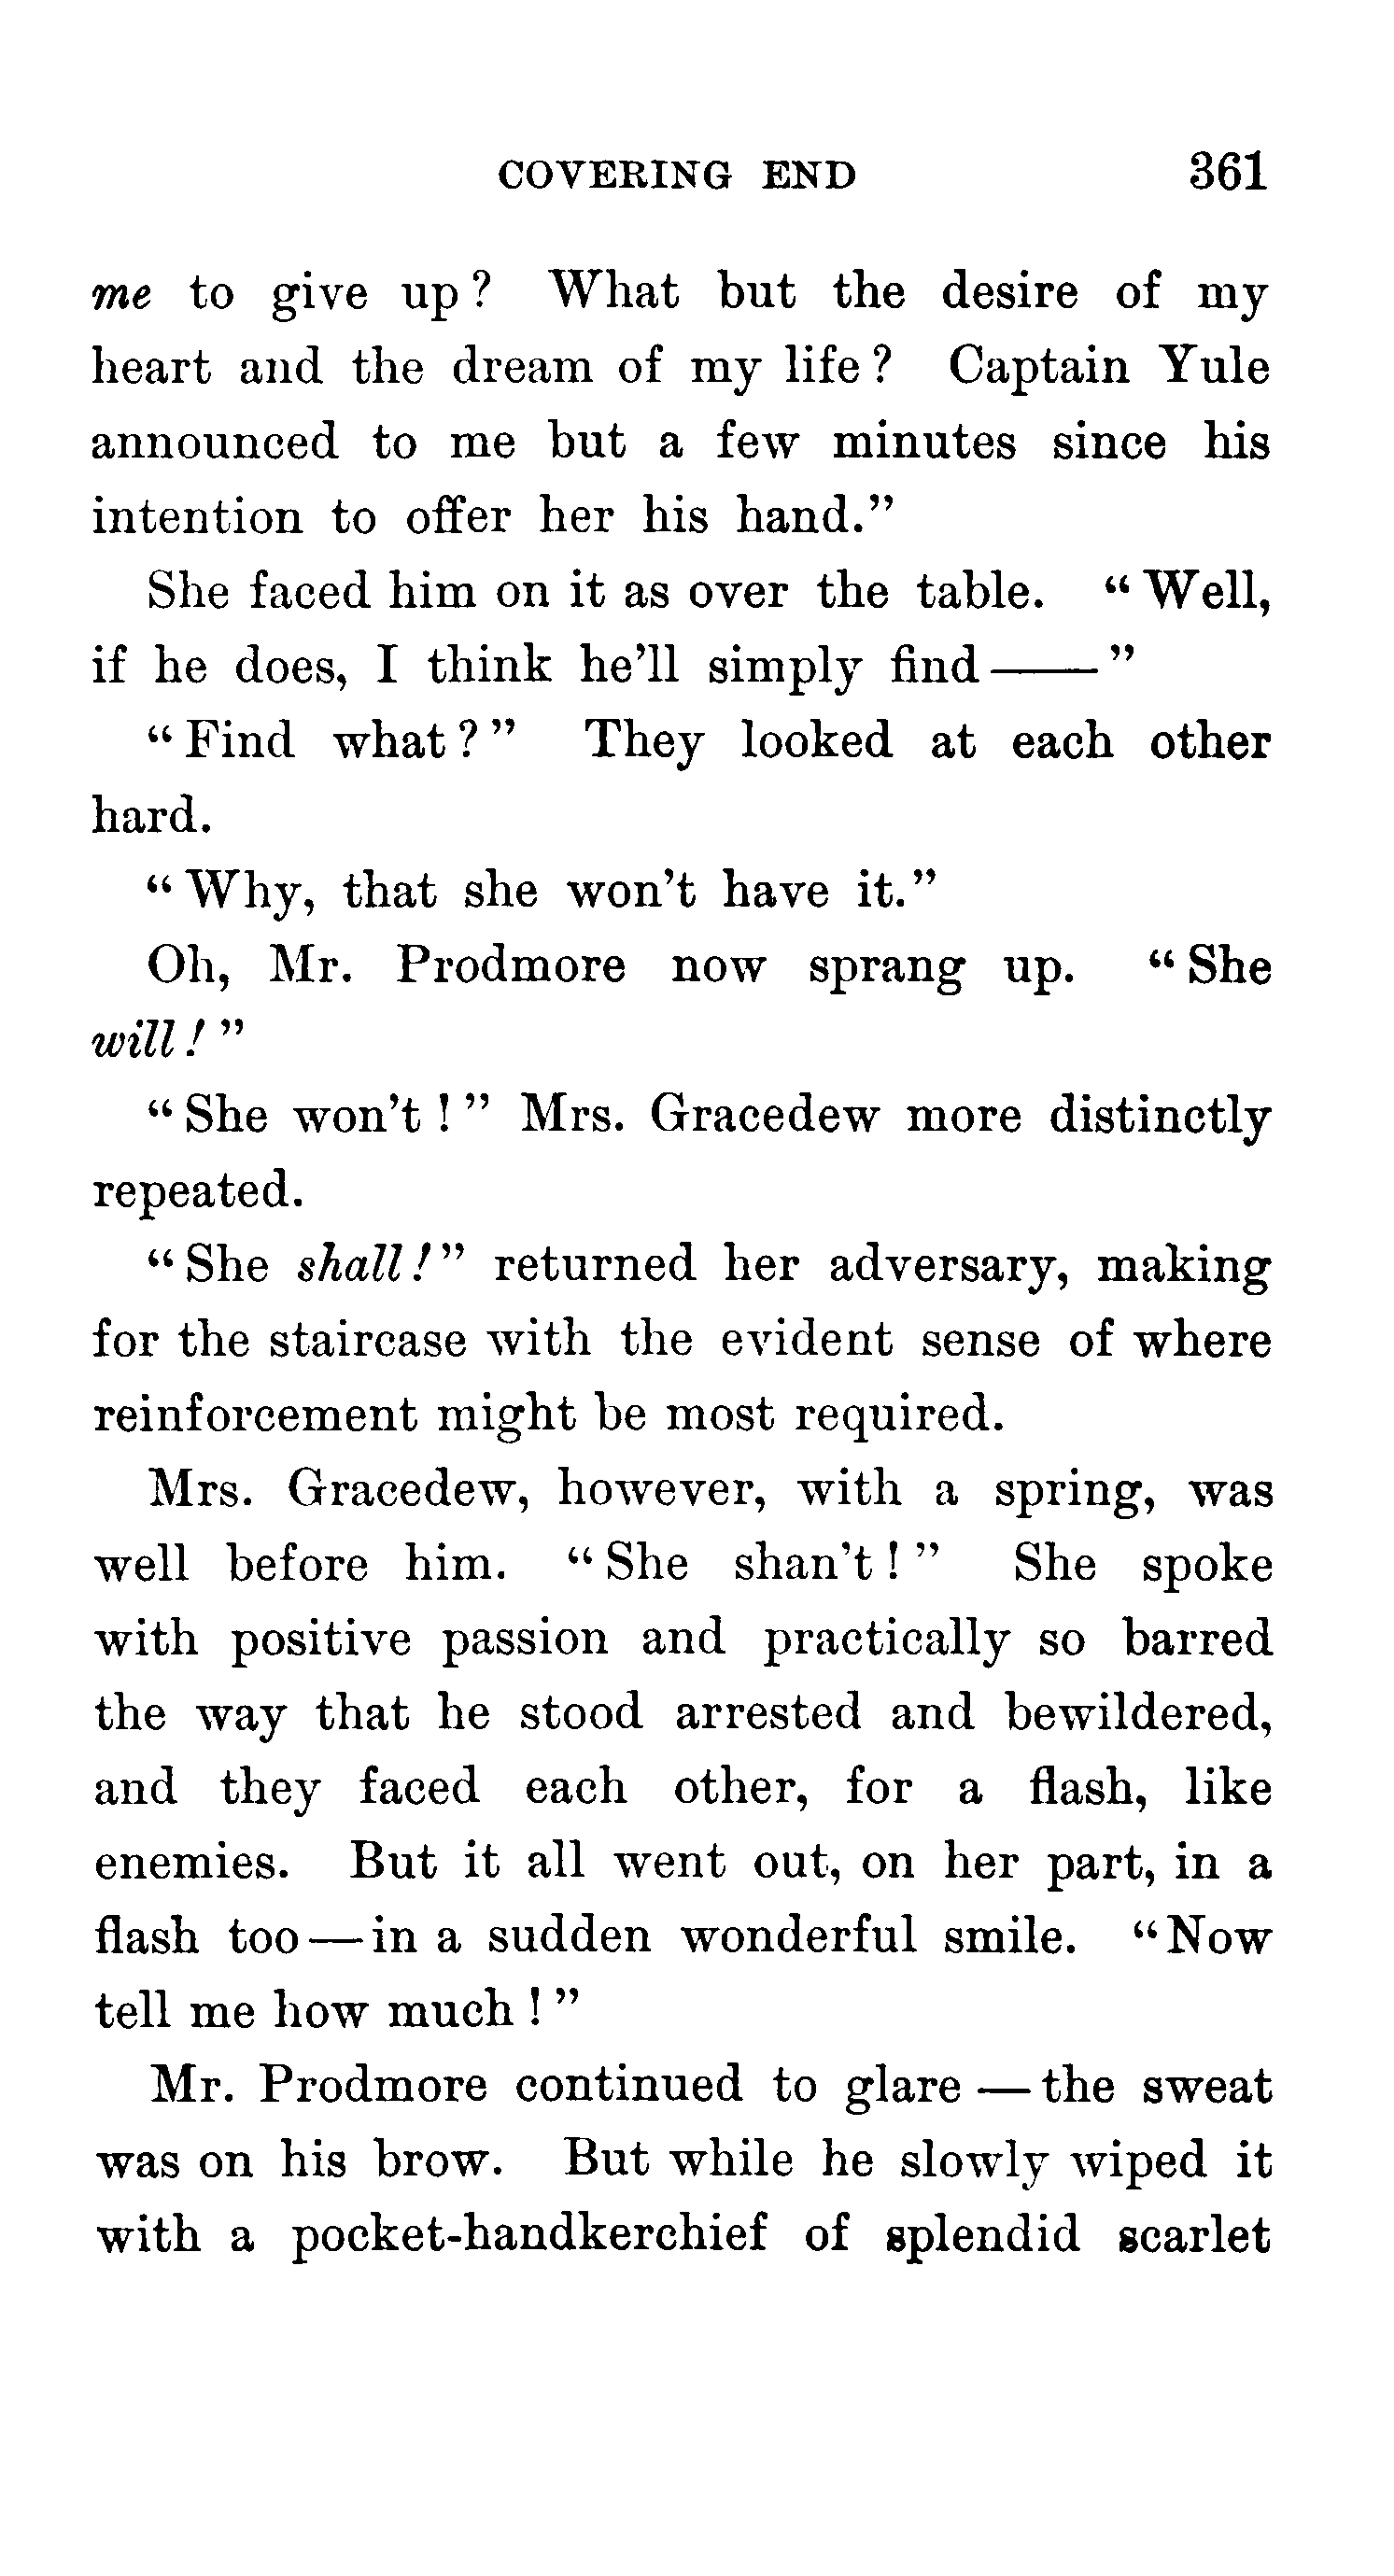 COVERING END 361
me to give up? What but the desire of my
heart and the dream of my life? Captain Yule
announced to me but a few minutes since his
intention to offer her his hand.”
She faced him on it as over the table. “Well,
if he does, I think he’ll simply find——”
“Find what?” They looked at each other
hard.
“Why, that she won’t have it.”
Oh, Mr. Prodmore now sprang up. “She
will!”
“She won’t!” Mrs. Gracedew more distinctly
repeated.
“She shall!” returned her adversary, making
for the staircase with the evident sense of where
reinforcement might be most required.
Mrs. Gracedew, however, with a spring, was
well before him. “She shan’t!” She spoke
with positive passion and practically so barred
the way that he stood arrested and bewildered,
and they faced each other, for a flash, like
enemies. But it all went out, on her part, in a
flash too—in a sudden wonderful smile. “Now
tell me how much!”
Mr. Prodmore continued to glare—the sweat
was on his brow. But while he slowly wiped it
with a pocket-handkerchief of splendid scarlet